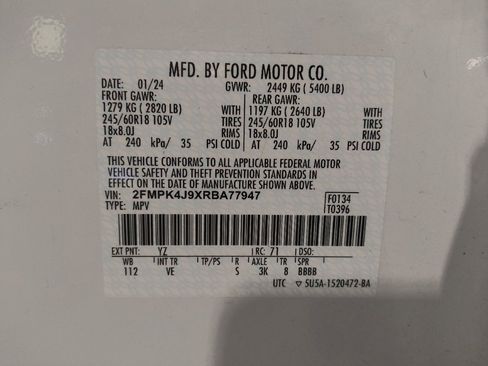 MFD. BY FORD MOTOR CO.
DATE: 01/24 GVWR: 2449 KG ( 5400 LB)
FRONT GAWR: REAR GAWR:
1279 KG ( 2820 LB) WITH 1197 KG ( 2640 LB) WITH
245/60R18 105V TIRES 245/60R18 105V TIRES
18x8.0J RIMS 18x8.0J RIMS
AT 240 kPa/ 35 PSI COLD AT 240 kPa/ 35 PSI COLD
THIS VEHICLE CONFORMS TO ALL APPLICABLE FEDERAL MOTOR
VEHICLE SAFETY AND THEFT PREVENTION STANDARDS IN
EFFECT ON THE DATE OF MANUFACTURE SHOWN ABOVE.
VIN: 2FMPK4J9XRBA77947 F0134
TYPE: MPV T0396
EXT PNT: YZ RC: 71 DSO:
WB INT TR TP/PS R AXLE TR SPR
112 VE S 3K 8 BBBB
UTC ▽ 5U5A-1520472-BA